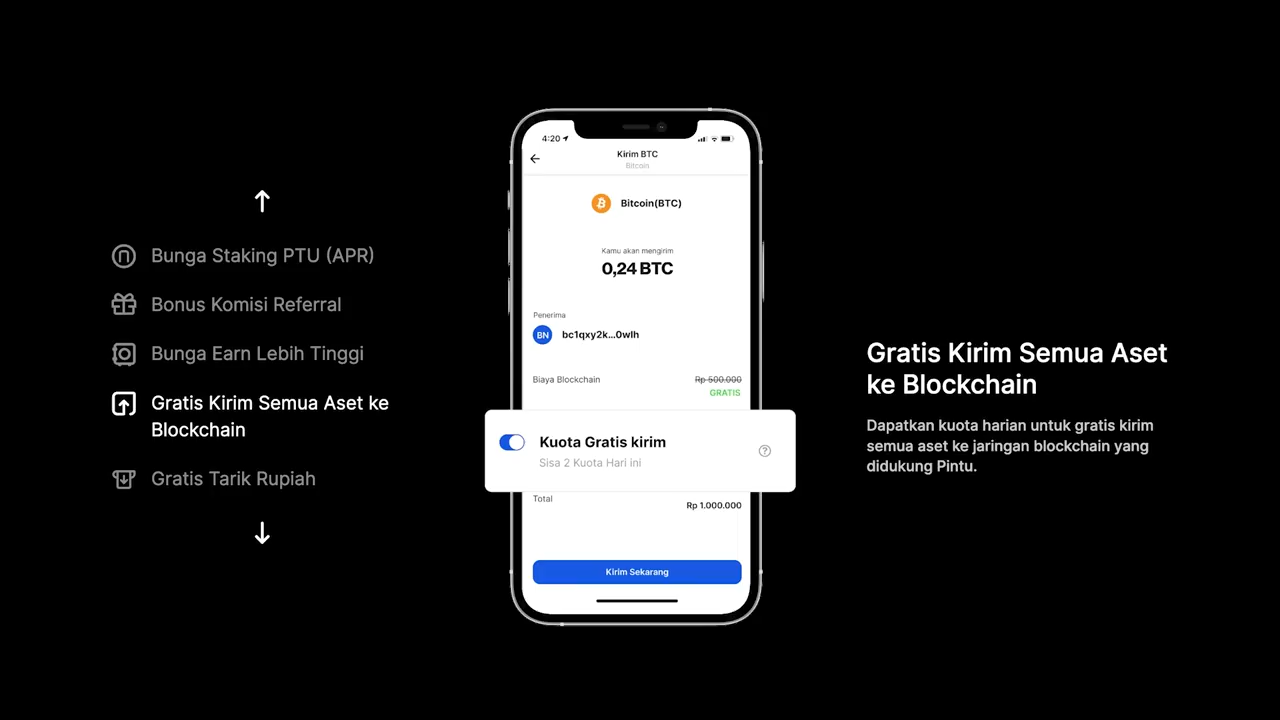 Bunga Staking PTU (APR)
Bonus Komisi Referral
Bunga Earn Lebih Tinggi
Gratis Kirim Semua Aset ke
Blockchain
Gratis Tarik Rupiah
4:20
Kirim BTC
Bitcoin
Bitcoin(BTC)
Kamu akan mengirim
0,24 BTC
Penerima
BN bc1qxy2k...0wlh
Biaya Blockchain Rp 500.000
GRATIS
Kuota Gratis kirim
Sisa 2 Kuota Hari ini
?
Total Rp 1.000.000
Kirim Sekarang
Gratis Kirim Semua Aset
ke Blockchain
Dapatkan kuota harian untuk gratis kirim
semua aset ke jaringan blockchain yang
didukung Pintu.